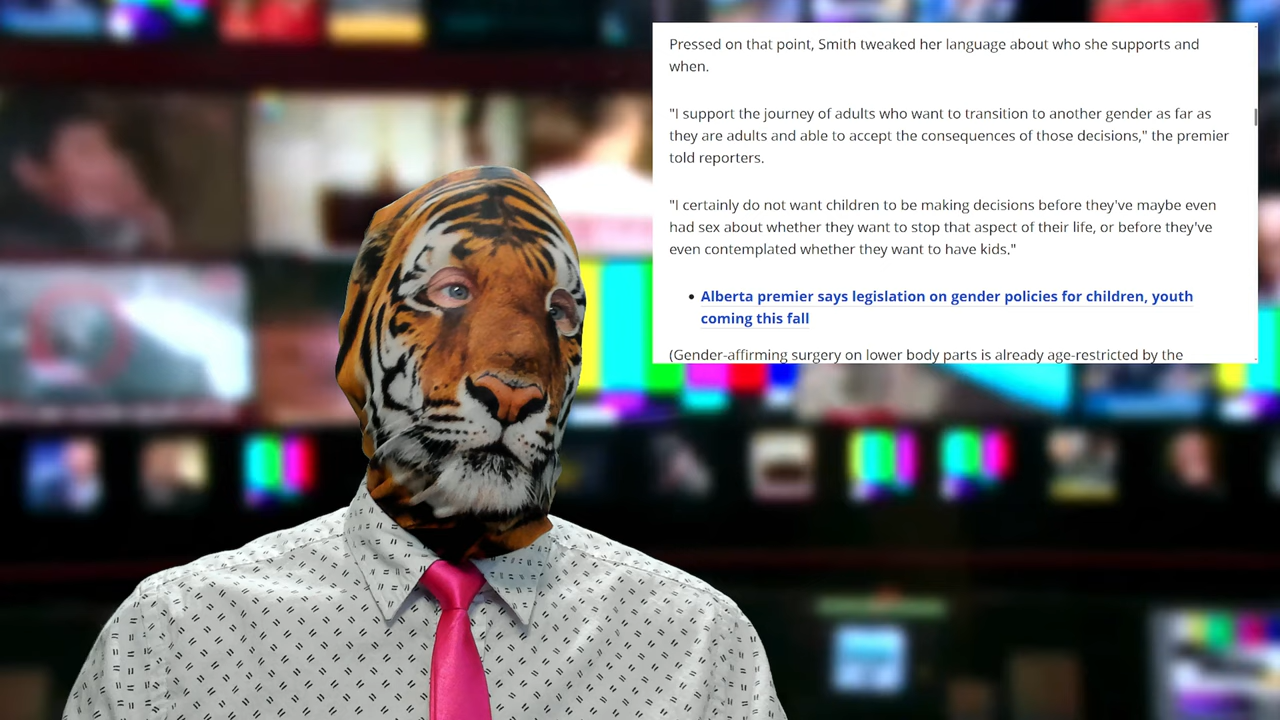 Pressed on that point, Smith tweaked her language about who she supports and
when.
"I support the journey of adults who want to transition to another gender as far as
they are adults and able to accept the consequences of those decisions," the premier
told reporters.
"I certainly do not want children to be making decisions before they've maybe even
had sex about whether they want to stop that aspect of their life, or before they've
even contemplated whether they want to have kids."
• Alberta premier says legislation on gender policies for children, youth
coming this fall
(Gender-affirming surgery on lower body parts is already age-restricted by the